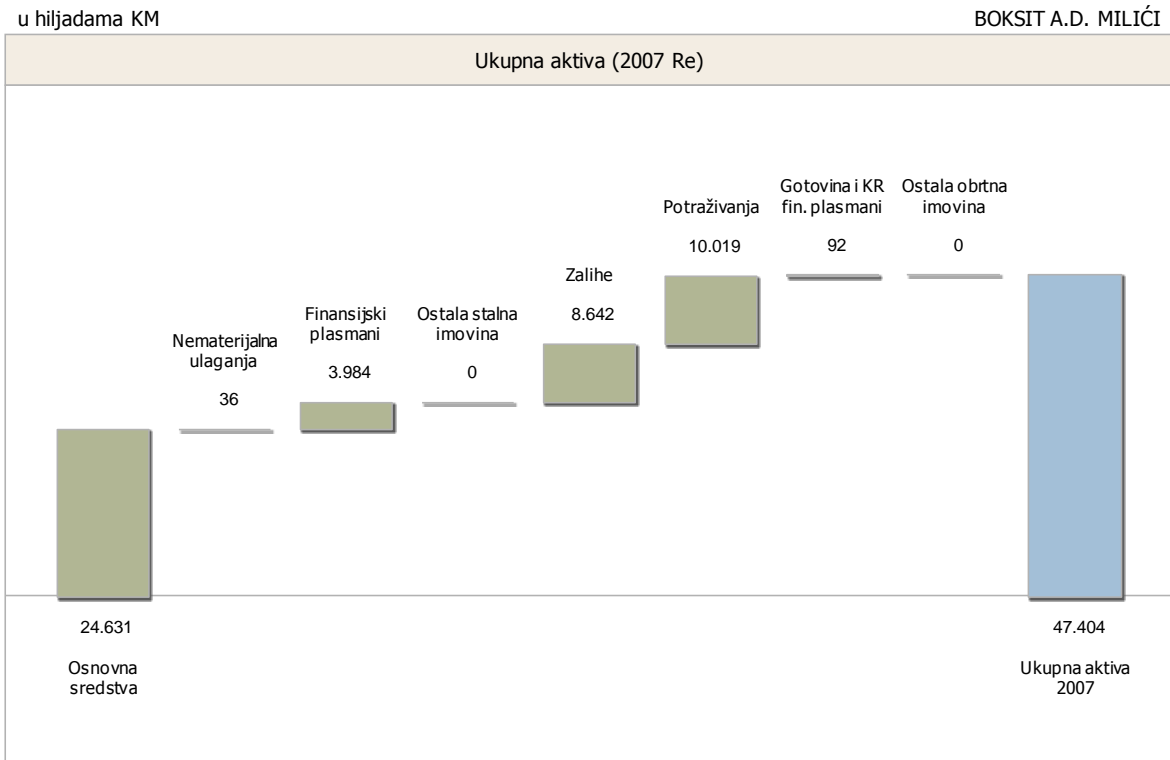 u hiljadama KM
BOKSIT A.D. MILIĆI
Ukupna aktiva (2007 Re)
Osnovna
sredstva
24.631
Nematerijalna
ulaganja
36
Finansijski
plasmani
3.984
Ostala stalna
imovina
0
Zalihe
8.642
Potraživanja
10.019
Gotovina i KR
fin. plasmani
92
Ostala obrtna
imovina
0
47.404
Ukupna aktiva
2007